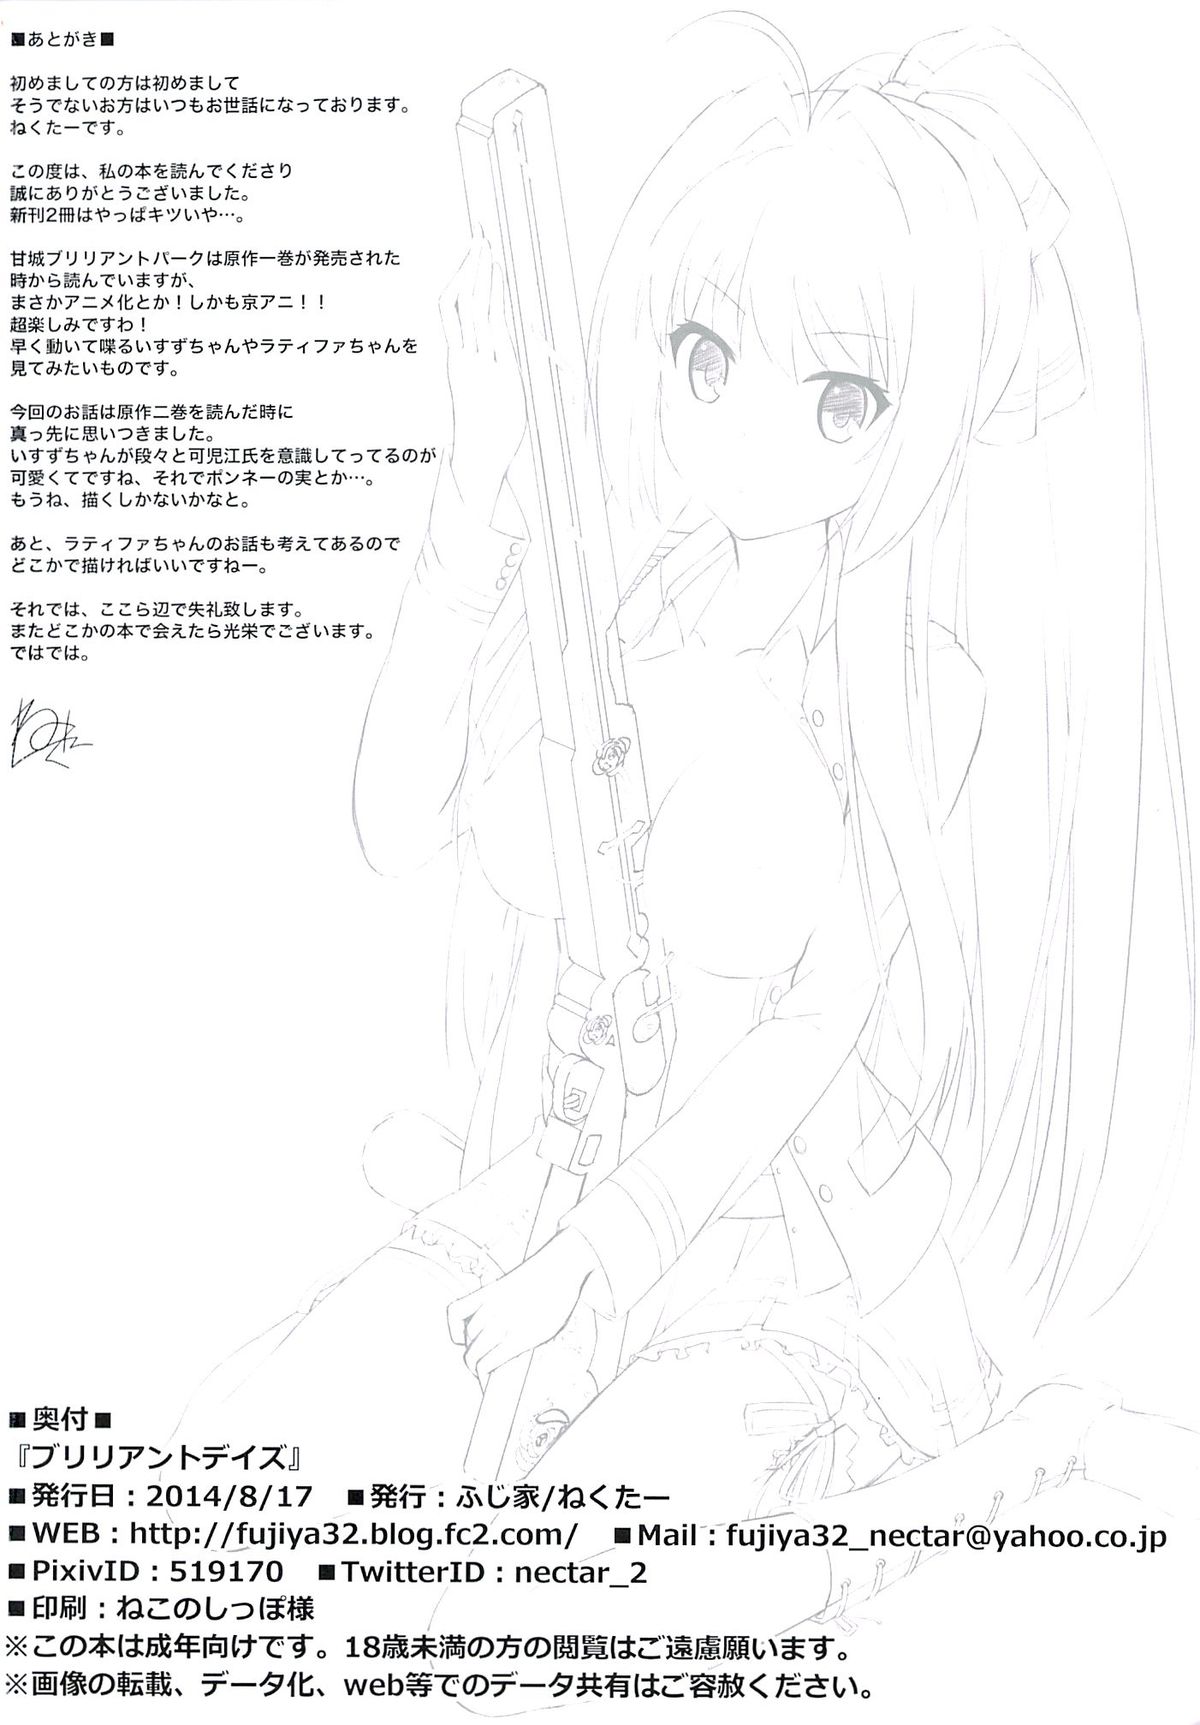 ■あとがき■
初めましての方は初めまして
そうでないお方はいつもお世話になっております。
ねくたーです。
この度は、私の本を読んでくださり
誠にありがとうございました。
新刊2冊はやっぱキツいや…。
甘城ブリリアントパークは原作一巻が発売された
時から読んでいますが、
まさかアニメ化とか！しかも京アニ！！
超楽しみですわ！
早く動いて喋るいすずちゃんやラティファちゃんを
見てみたいものです。
今回のお話は原作二巻を読んだ時に
真っ先に思いつきました。
いすずちゃんが段々と可児江氏を意識してってるのが
可愛くてですね、それでポンネーの実とか…。
もうね、描くしかないかなと。
あと、ラティファちゃんのお話も考えてあるので
どこかで描ければいいですねー。
それでは、ここら辺で失礼致します。
またどこかの本で会えたら光栄でございます。
ではでは。
ねくたー
■奥付■
『ブリリアントデイズ』
■発行日：2014/8/17　■発行：ふじ家/ねくたー
■WEB：http://fujiya32.blog.fc2.com/　■Mail：fujiya32_nectar@yahoo.co.jp
■PixivID：519170　■TwitterID：nectar_2
■印刷：ねこのしっぽ様
※この本は成年向けです。18歳未満の方の閲覧はご遠慮願います。
※画像の転載、データ化、web等でのデータ共有はご容赦ください。